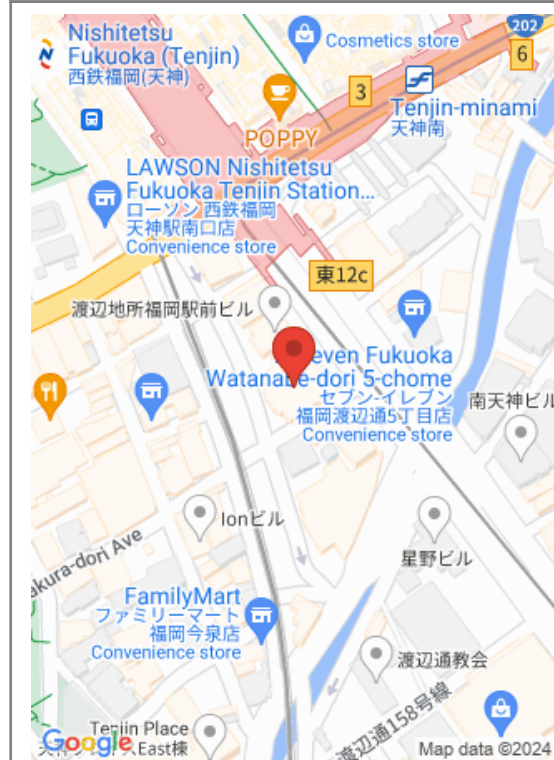 Nishitetsu
Fukuoka (Tenjin)
西鉄福岡(天神)
Cosmetics store
202
6
3
Tenjin-minami
天神南
POPPY
LAWSON Nishitetsu
Fukuoka Tenjin Station...
ローソン 西鉄福岡
天神駅南口店
Convenience store
東12c
渡辺地所福岡駅前ビル
even Fukuoka
Watanabe-dori 5-chome
セブン-イレブン
福岡渡辺通5丁目店
Convenience store
南天神ビル
Ionビル
akura-dori Ave
星野ビル
FamilyMart
ファミリーマート
福岡今泉店
Convenience store
渡辺通教会
渡辺通158号線
Tenjin Place
East棟
Google
Map data ©2024